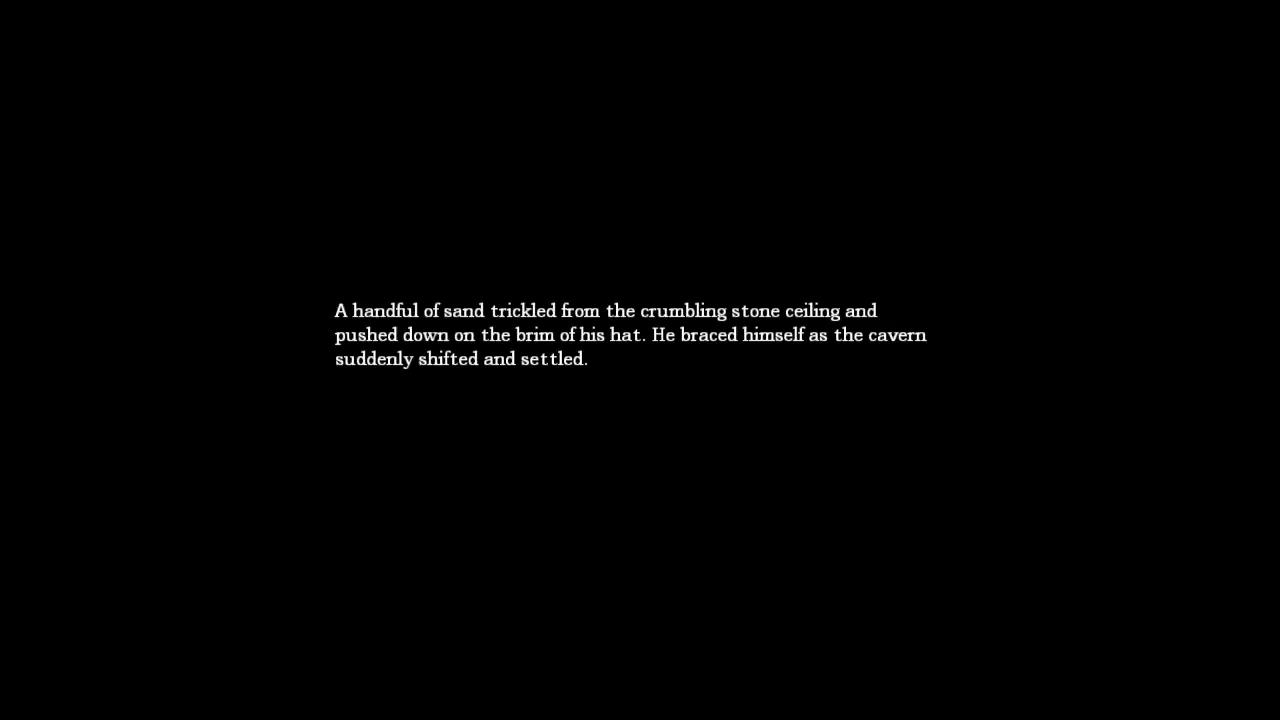 A handful of sand trickled from the crumbling stone ceiling and
pushed down on the brim of his hat. He braced himself as the cavern
suddenly shifted and settled.